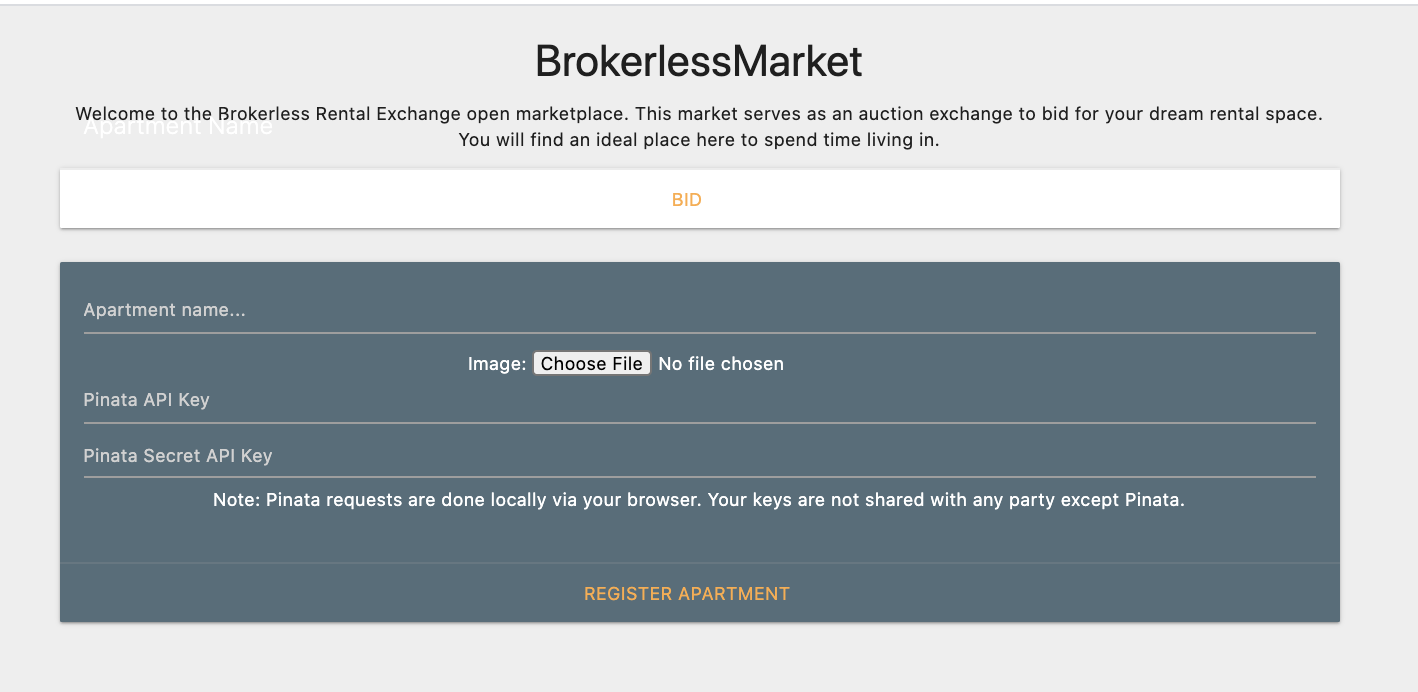 BrokerlessMarket
Welcome to the Brokerless Rental Exchange open marketplace. This market serves as an auction exchange to bid for your dream rental space.
Apartment Name
You will find an ideal place here to spend time living in.
BID
Apartment name...
Image: Choose File No file chosen
Pinata API Key
Pinata Secret API Key
Note: Pinata requests are done locally via your browser. Your keys are not shared with any party except Pinata.
REGISTER APARTMENT